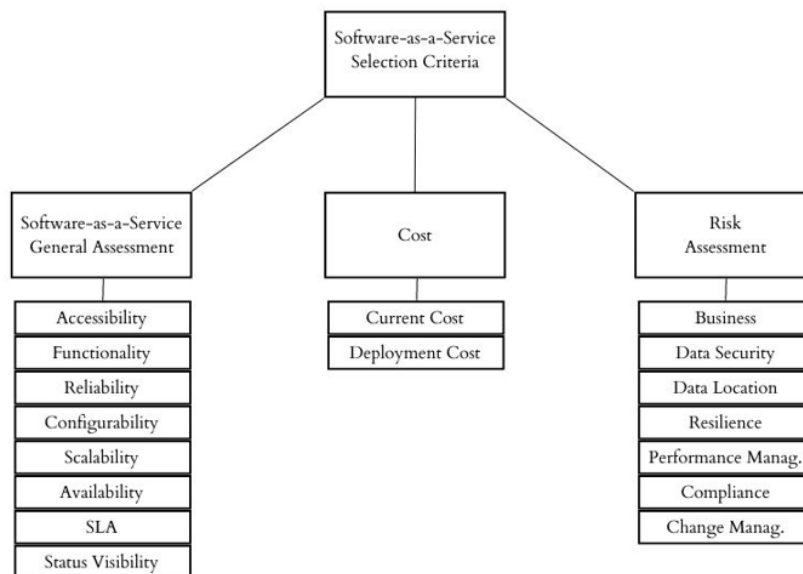 Software-as-a-Service
Selection Criteria
Software-as-a-Service
General Assessment
Accessibility
Functionality
Reliability
Configurability
Scalability
Availability
SLA
Status Visibility
Cost
Current Cost
Deployment Cost
Risk
Assessment
Business
Data Security
Data Location
Resilience
Performance Manag.
Compliance
Change Manag.